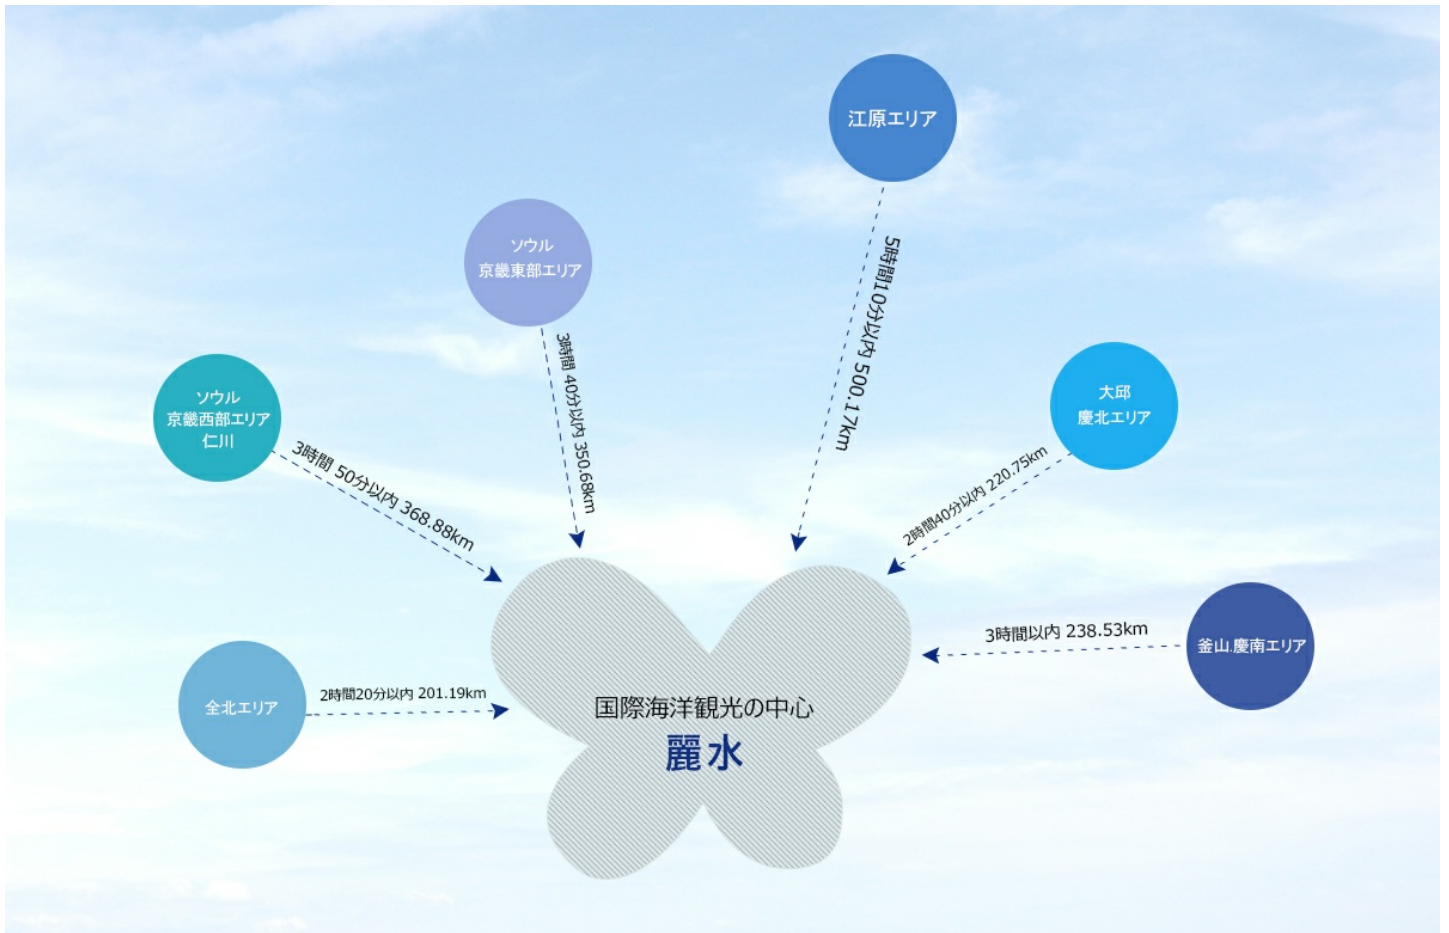 江原エリア
5時間10分以内 500.17km
ソウル
京畿東部エリア
3時間 40分以内 350.68km
ソウル
京畿西部エリア
仁川
3時間 50分以内 368.88km
大邱
慶北エリア
2時間40分以内 220.75km
釜山.慶南エリア
3時間以内 238.53km
全北エリア
2時間20分以内 201.19km
国際海洋観光の中心
麗水